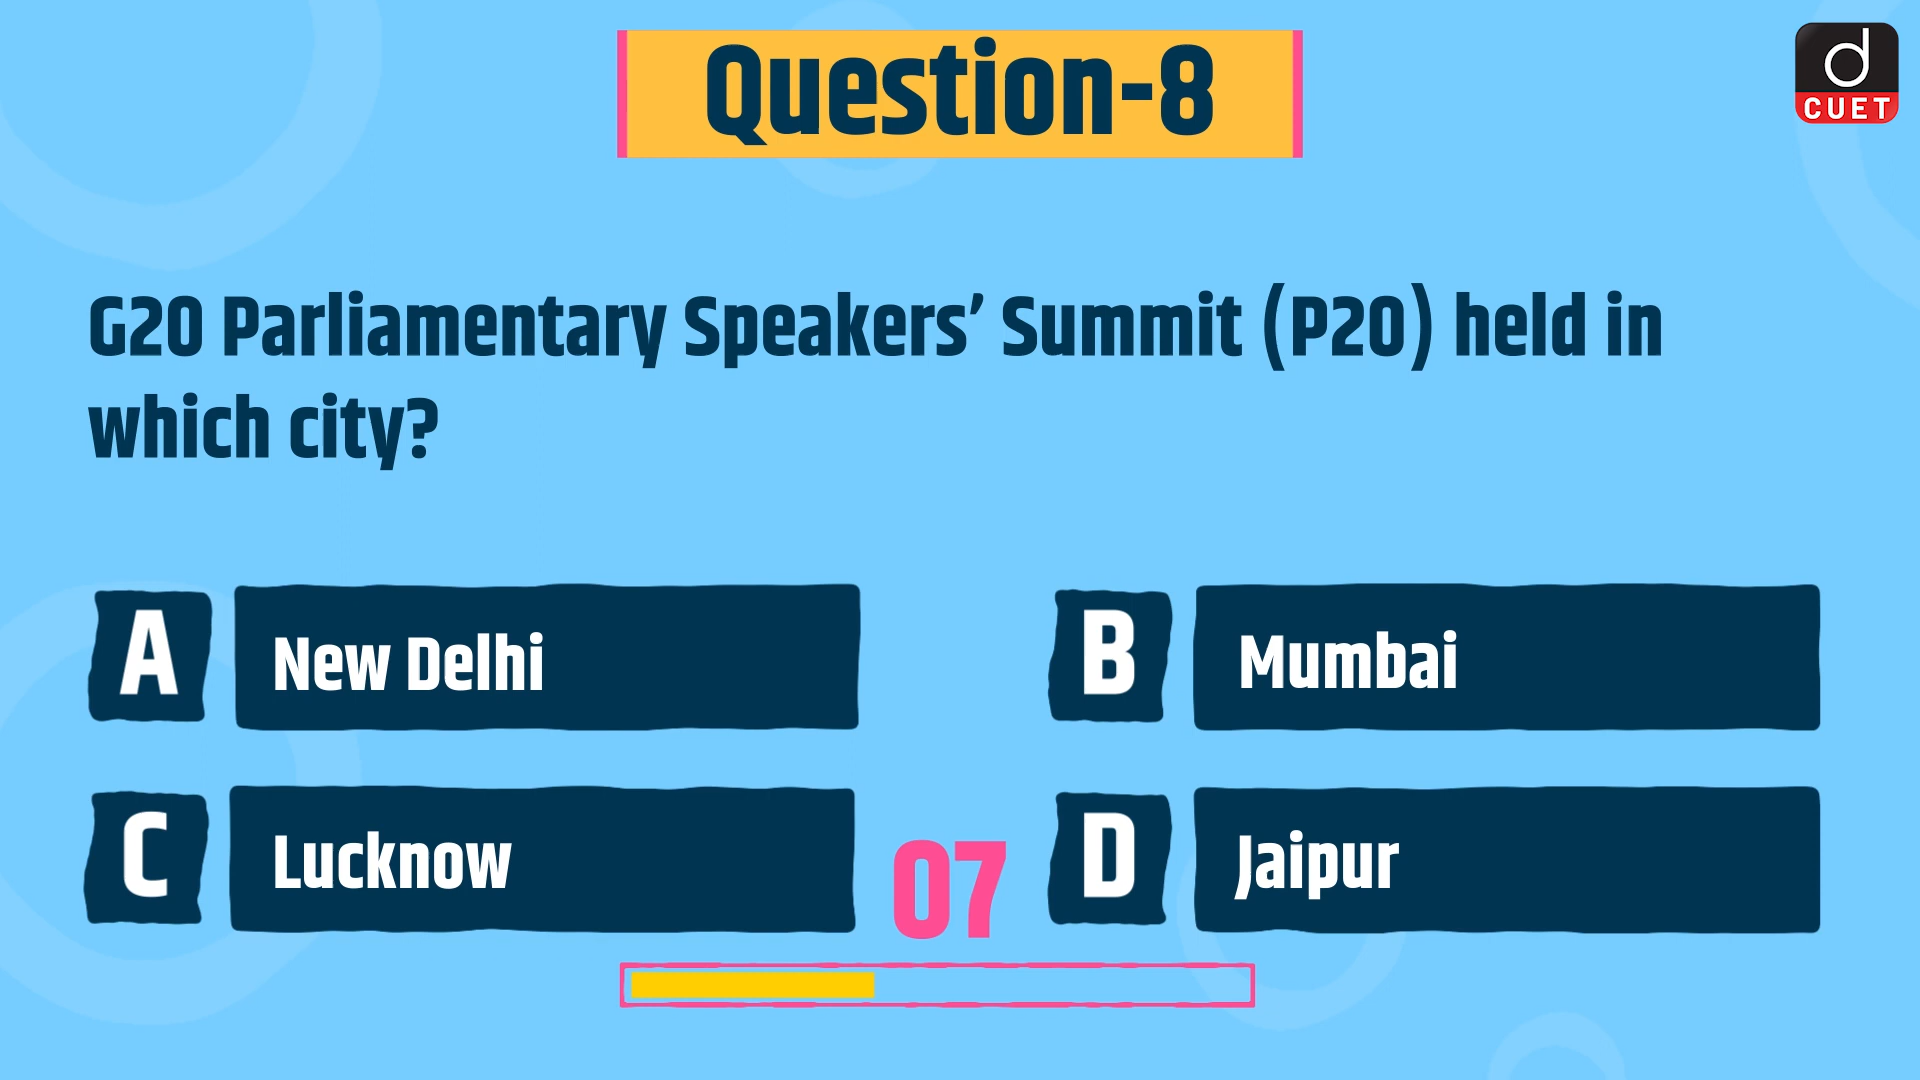 Question-8
d
CUET
G20 Parliamentary Speakers’ Summit (P20) held in
which city?
A New Delhi
B Mumbai
C Lucknow
07
D Jaipur